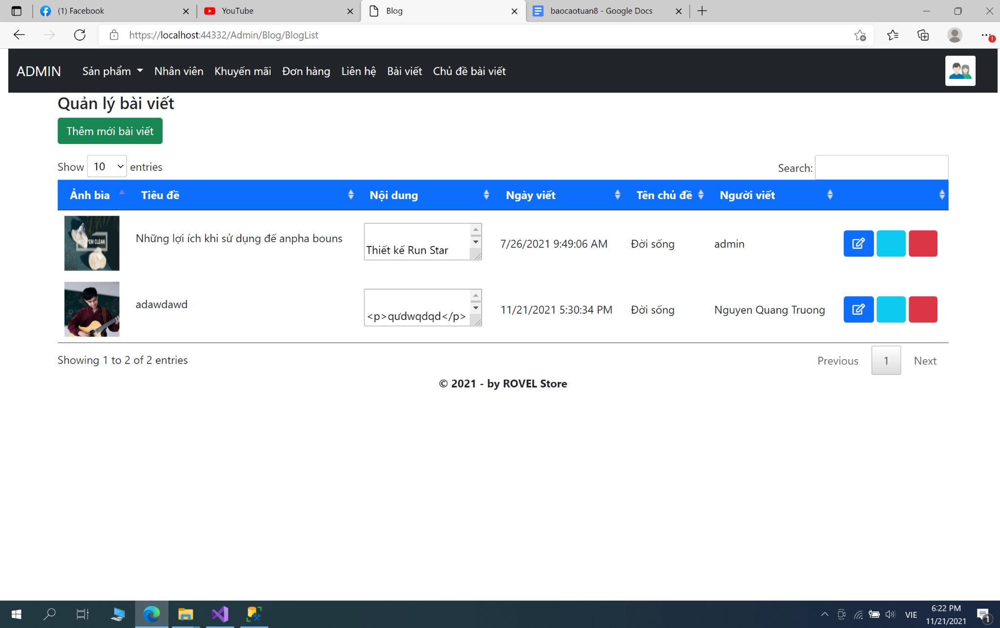 (1) Facebook
YouTube
Blog
baocaotuan8 - Google Docs
https://localhost:44332/Admin/Blog/BlogList
ADMIN Sản phẩm Nhân viên Khuyến mãi Đơn hàng Liên hệ Bài viết Chủ đề bài viết
Quản lý bài viết
Thêm mới bài viết
Show 10 entries
Search:
Ảnh bìa Tiêu đề Nội dung Ngày viết Tên chủ đề Người viết
KEEP 'EM CLEAN
Những lợi ích khi sử dụng đế anpha bouns
Thiết kế Run Star
7/26/2021 9:49:06 AM Đời sống admin
adawdawd
<p>qưdwqdqd</p>
11/21/2021 5:30:34 PM Đời sống Nguyen Quang Truong
Showing 1 to 2 of 2 entries
Previous 1 Next
© 2021 - by ROVEL Store
VIE
6:22 PM
11/21/2021
1